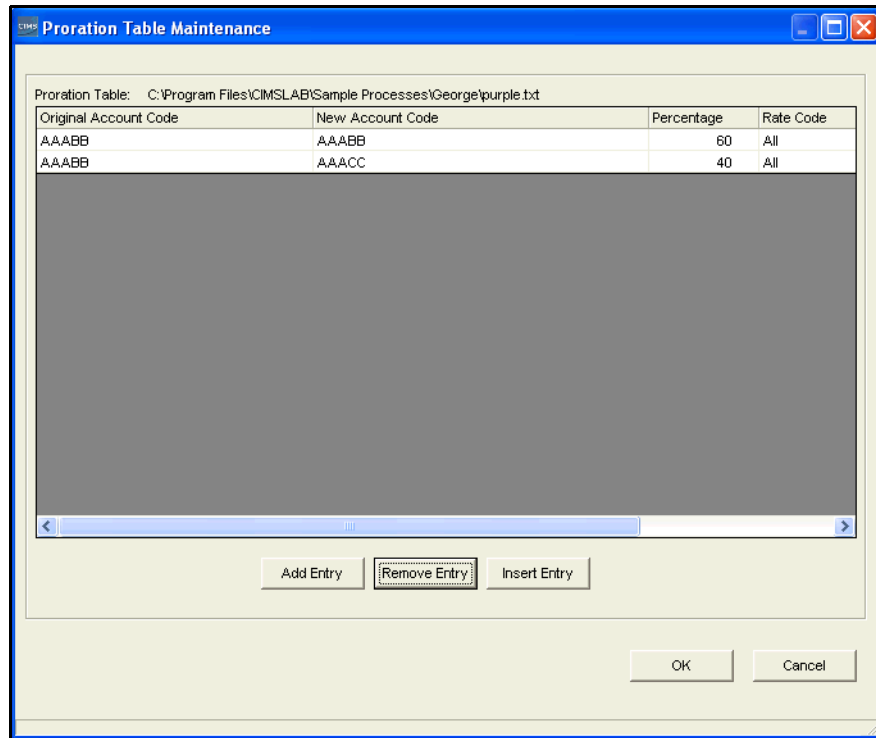 CIMS Proration Table Maintenance
Proration Table: C:\Program Files\CIMSLAB\Sample Processes\George\purple.txt
Original Account Code New Account Code Percentage Rate Code
AAABB AAABB 60 All
AAABB AAACC 40 All
Add Entry Remove Entry Insert Entry
OK Cancel